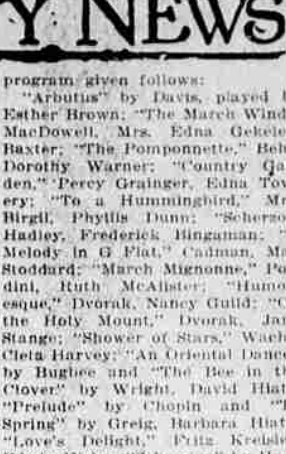 Y NEWS
program given follows:
"Arbutus" by Davis, played
Esther Brown; "The March Wind
MacDowell, Mrs. Edna Gekele
Baxter; "The Pomponnette," Beh
Dorothy Warner; "Country Ga
den," Percy Grainger, Edna Tov
ery; "To a Hummingbird," Mr
Birgil, Phyllis Dunn; "Scherzo
Hadley, Frederick Bingaman; "
Melody in G Flat," Cadman, Ma
Stoddard; "March Mignonne," Po
dini, Ruth McAlister; "Humo
esque," Dvorak, Nancy Guild; "C
the Holy Mount," Dvorak, Jan
Stange; "Shower of Stars," Wach
Cleta Harvey; "An Oriental Dance
by Bugbee and "The Bee in th
Clover" by Wright, David Hiat
"Prelude" by Chopin and "T
Spring" by Greig, Barbara Hiat
"Love's Delight," Fritz Kreisle